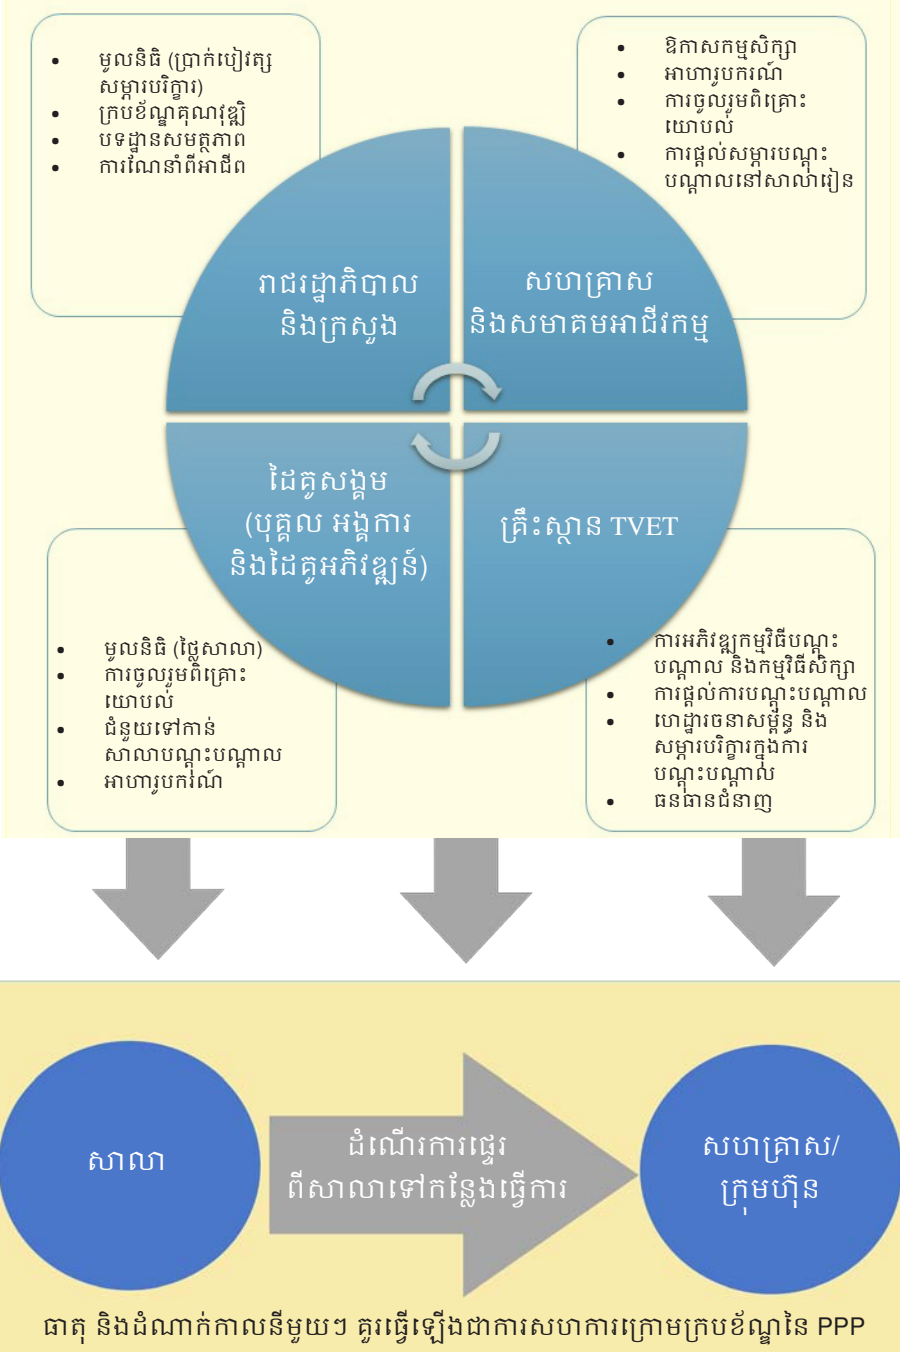 • មូលនិធិ (ប្រាក់បៀវត្ស
សម្ភារបរិក្ខារ)
• ក្របខ័ណ្ឌគុណវុឌ្ឍិ
• បទដ្ឋានសមត្ថភាព
• ការណែនាំពីអាជីព
• ឱកាសកម្មសិក្សា
• អាហារូបករណ៍
• ការចូលរួមពិគ្រោះ
យោបល់
• ការផ្តល់សម្ភារបណ្តុះ
បណ្តាលនៅសាលារៀន
រាជរដ្ឋាភិបាល
និងក្រសួង
សហគ្រាស
និងសមាគមអាជីវកម្ម
ដៃគូសង្គម
(បុគ្គល អង្គការ
និងដៃគូអភិវឌ្ឍន៍)
គ្រឹះស្ថាន TVET
• មូលនិធិ (ថ្លៃសាលា)
• ការចូលរួមពិគ្រោះ
យោបល់
• ជំនួយទៅកាន់
សាលាបណ្តុះបណ្តាល
• អាហារូបករណ៍
• ការអភិវឌ្ឍកម្មវិធីបណ្តុះ
បណ្តាល និងកម្មវិធីសិក្សា
• ការផ្តល់ការបណ្តុះបណ្តាល
• ហេដ្ឋារចនាសម្ព័ន្ធ និង
សម្ភារបរិក្ខារក្នុងការ
បណ្តុះបណ្តាល
• ធនធានជំនាញ
សាលា
ដំណើរការផ្ទេរ
ពីសាលាទៅកន្លែងធ្វើការ
សហគ្រាស/
ក្រុមហ៊ុន
ធាតុ និងដំណាក់កាលនីមួយៗ គួរធ្វើឡើងជាការសហការក្រោមក្របខ័ណ្ឌនៃ PPP